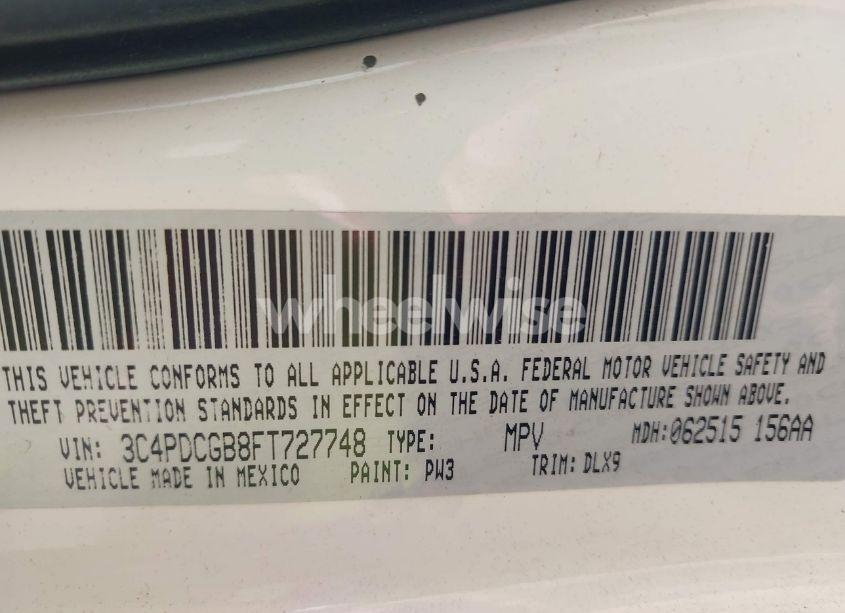 wheelwise
THIS VEHICLE CONFORMS TO ALL APPLICABLE U.S.A. FEDERAL MOTOR VEHICLE SAFETY AND
THEFT PREVENTION STANDARDS IN EFFECT ON THE DATE OF MANUFACTURE SHOWN ABOVE.
VIN: 3C4PDCGB8FT727748 TYPE: MPV MDH:062515 156AA
VEHICLE MADE IN MEXICO PAINT: PW3 TRIM: DLX9